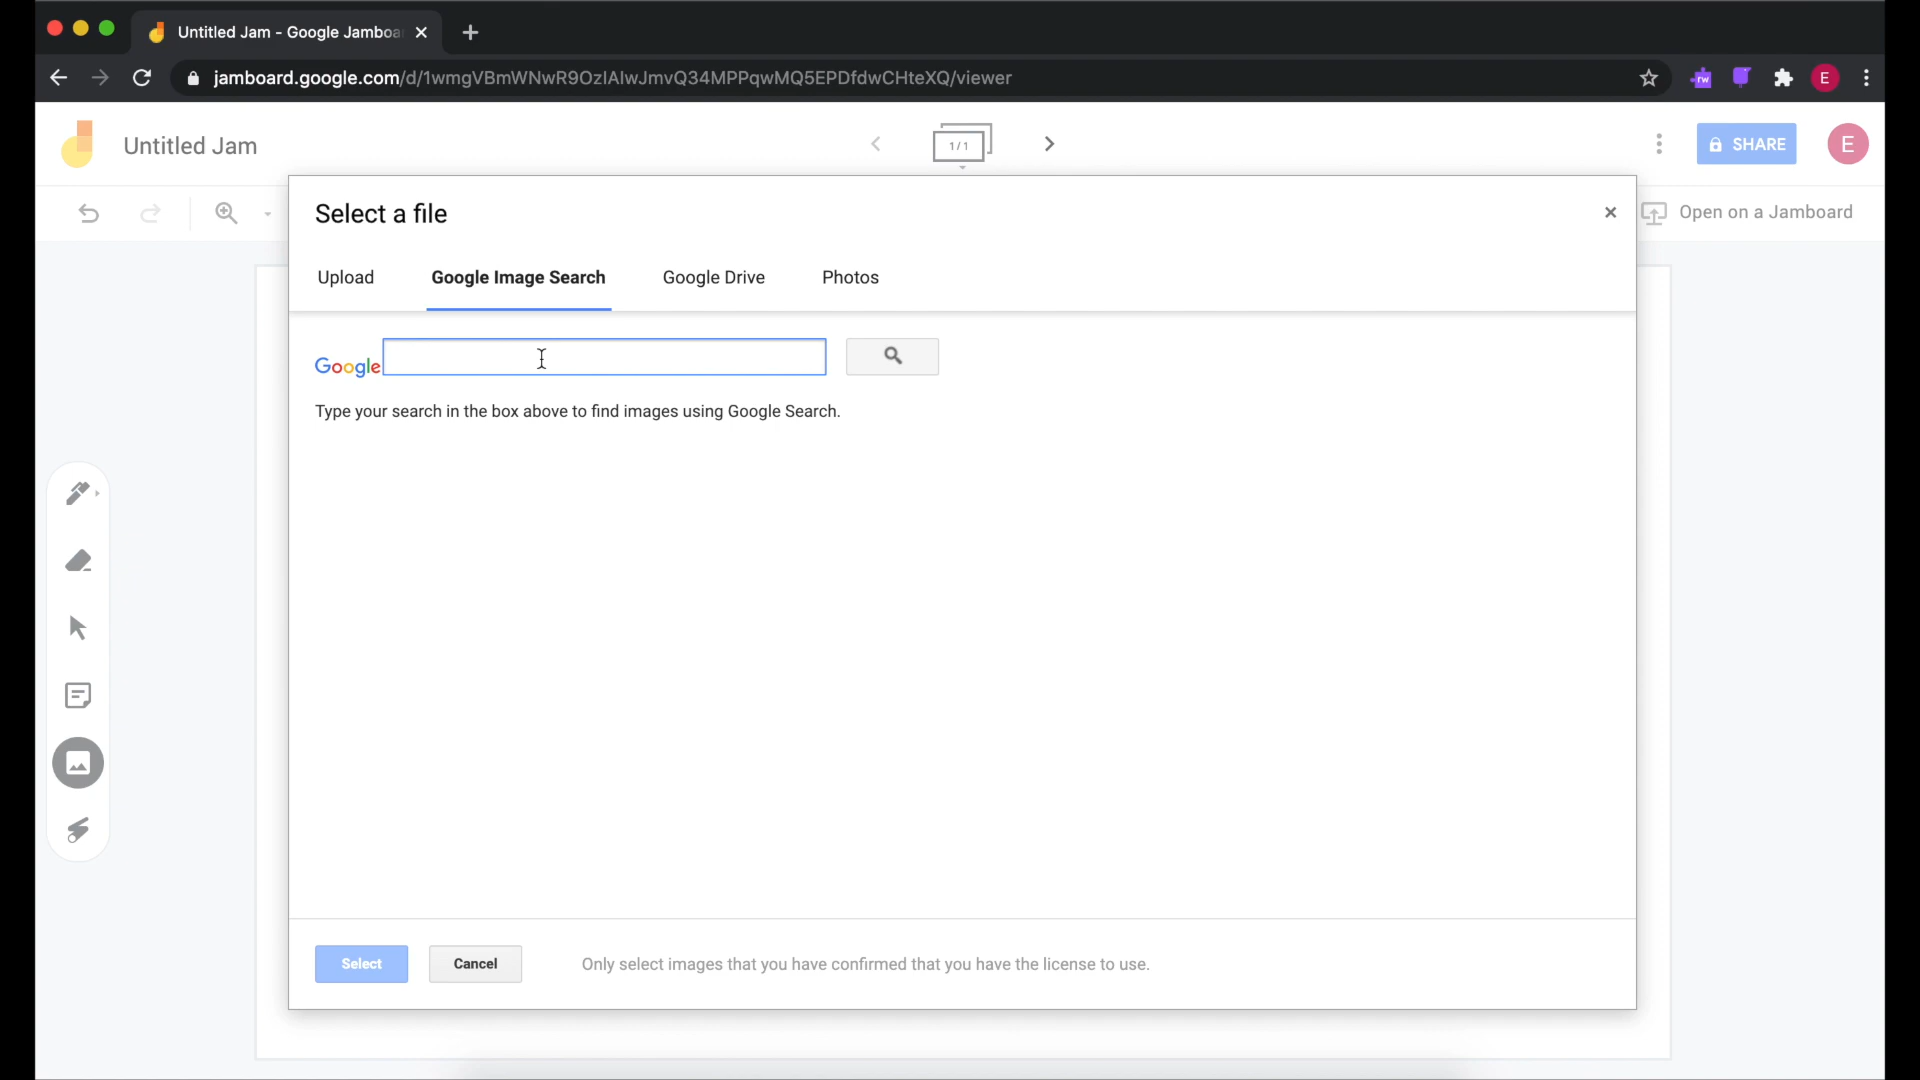 Untitled Jam - Google Jamboa
jamboard.google.com/d/1wmgVBmWNwR9OzIAlwJmvQ34MPPqwMQ5EPDfdwCHteXQ/viewer
rw
E
Untitled Jam
1 / 1
SHARE
E
Open on a Jamboard
Select a file
Upload
Google Image Search
Google Drive
Photos
Google
Type your search in the box above to find images using Google Search.
Select
Cancel
Only select images that you have confirmed that you have the license to use.